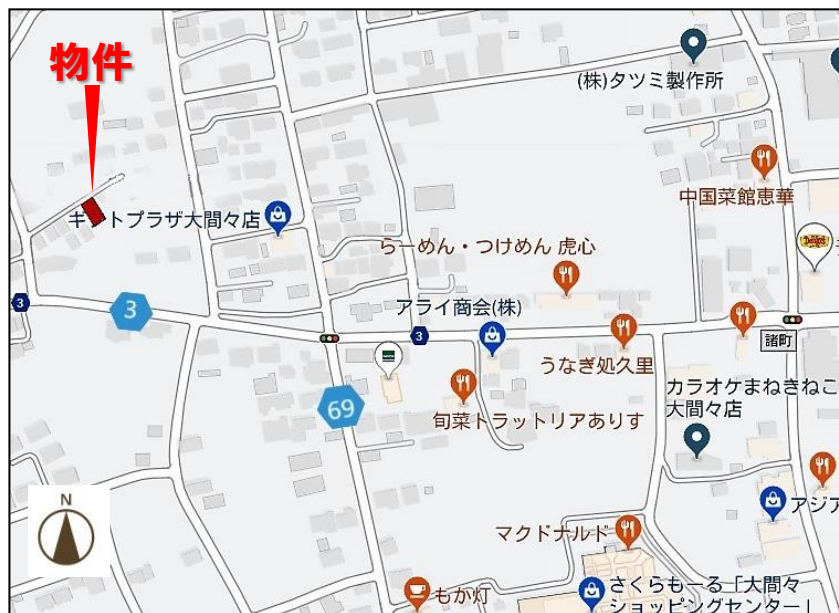 物件
(株)タツミ製作所
中国菜館恵華
Denny's
キートプラザ大間々店
らーめん・つけめん 虎心
3
3
アライ商会(株)
3
うなぎ処久里
諸町
カラオケまねきねこ
大間々店
69
旬菜トラットリアありす
N
アジア
マクドナルド
もか灯
さくらもーる「大間々
ショッピングセンター」